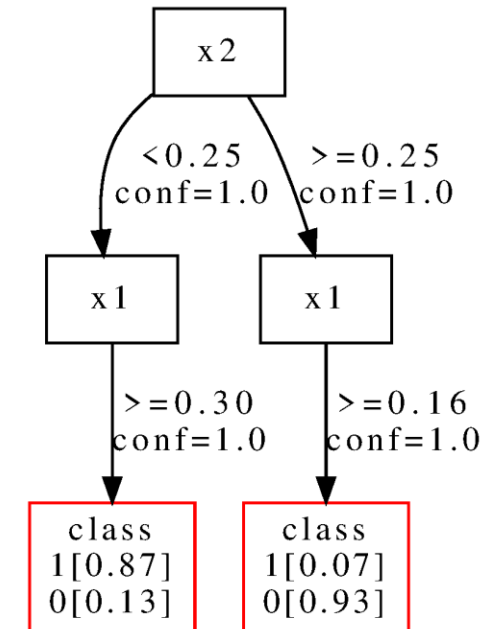 x2
<0.25
conf=1.0
>=0.25
conf=1.0
x1
x1
>=0.30
conf=1.0
>=0.16
conf=1.0
class
1[0.87]
0[0.13]
class
1[0.07]
0[0.93]